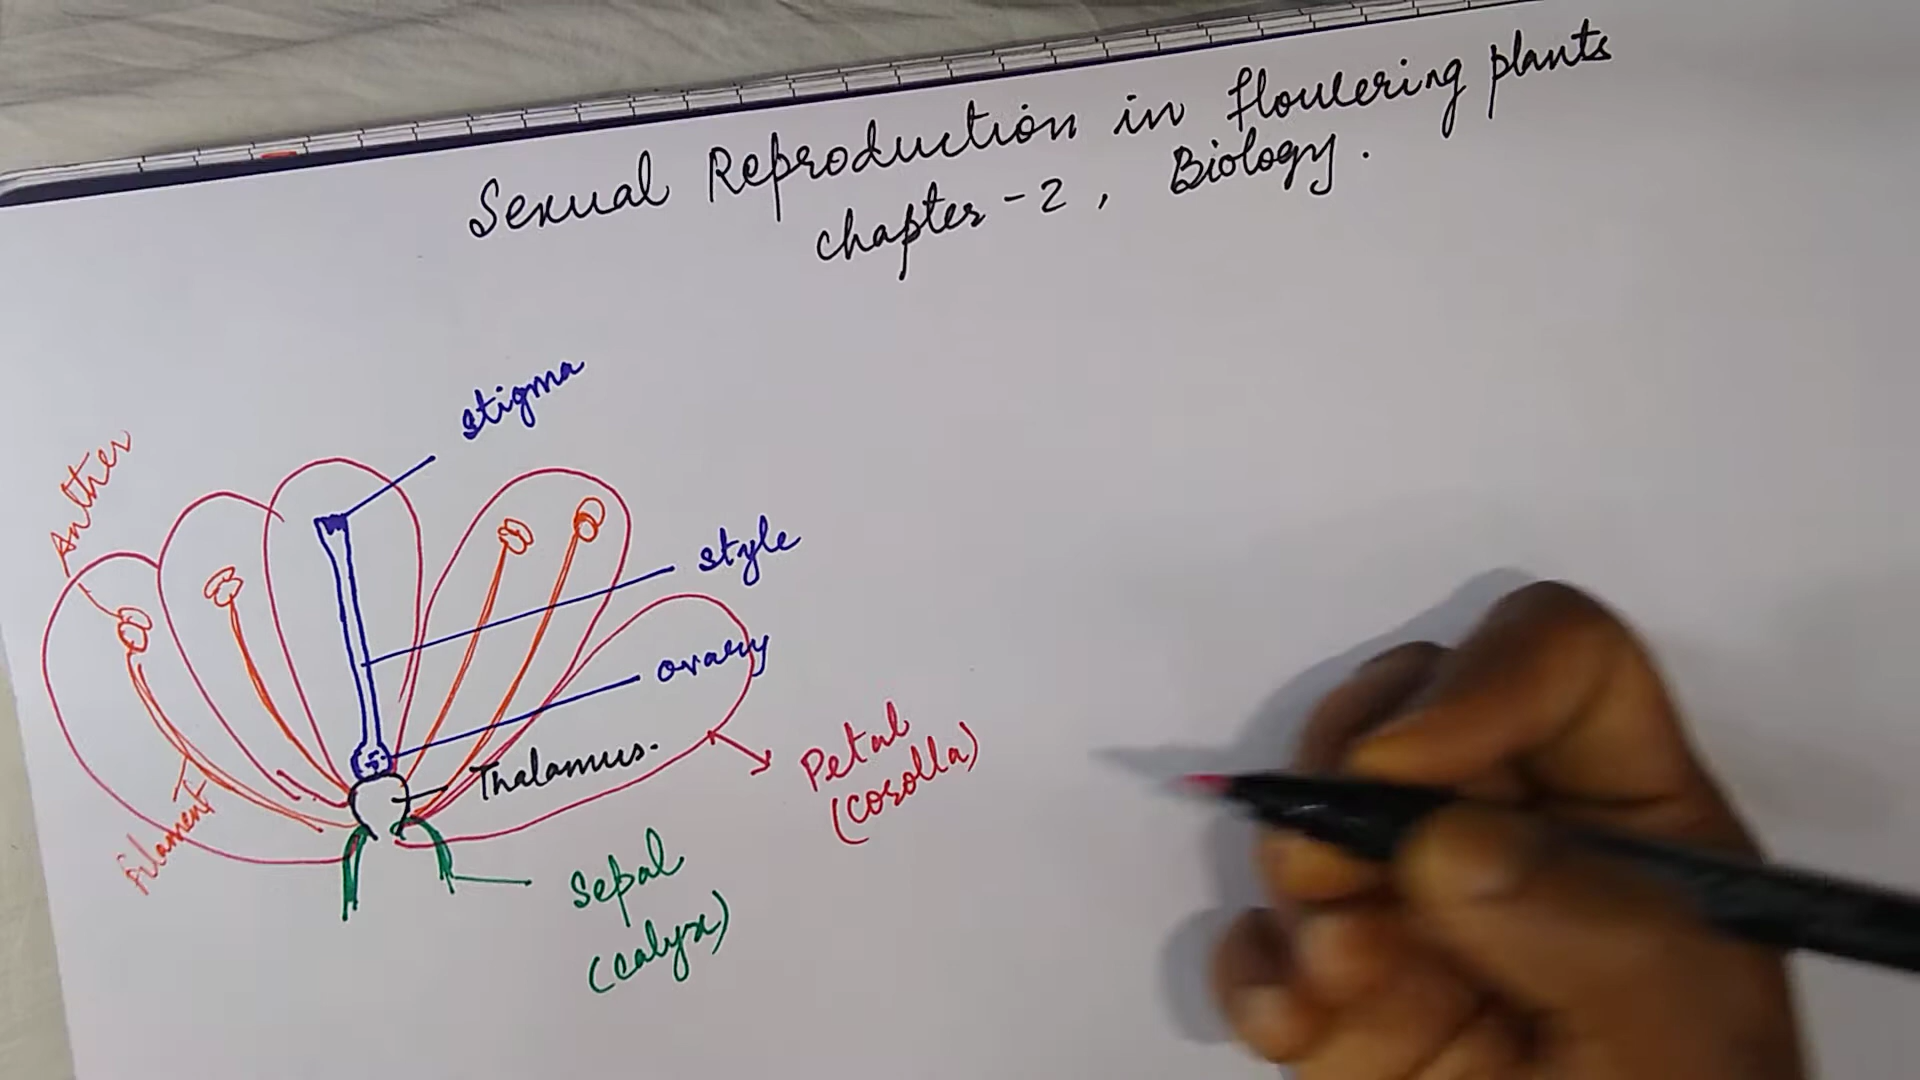 Sexual Reproduction in flowering plants
chapter - 2 , Biology .
stigma
Anther
style
ovary
Thalamus.
Petal
(corolla)
filament
Sepal
(calyx)